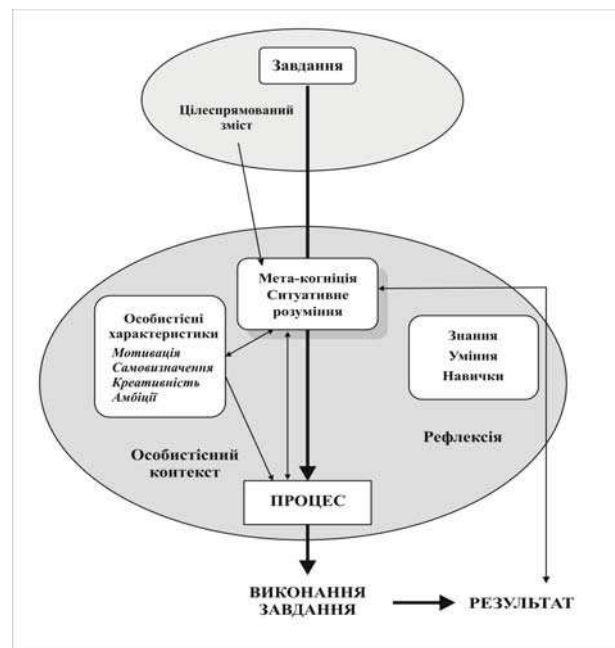 Завдання
Цілеспрямований
зміст
Мета-когніція
Ситуативне
розуміння
Особистісні
характеристики
Мотивація
Самовизначення
Креативність
Амбіції
Знання
Уміння
Навички
Рефлексія
Особистісний
контекст
ПРОЦЕС
ВИКОНАННЯ
ЗАВДАННЯ
РЕЗУЛЬТАТ